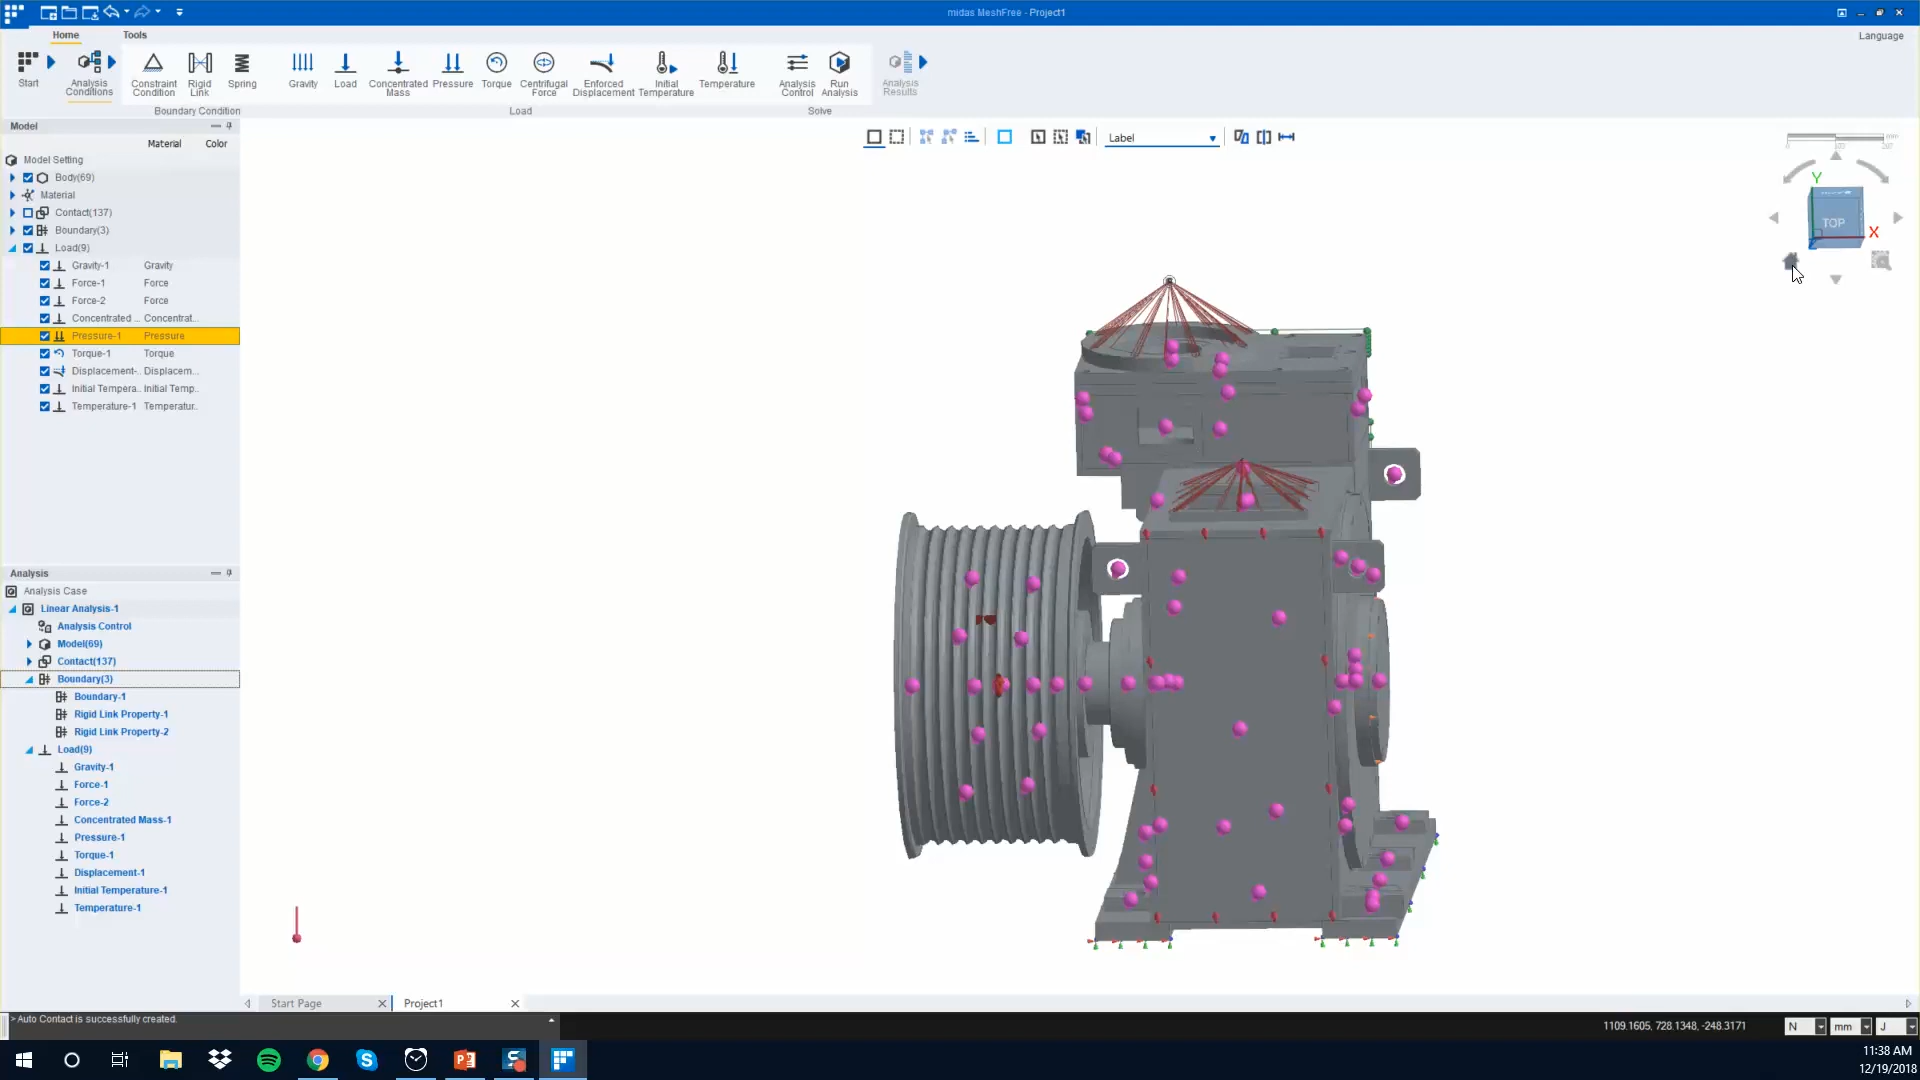 midas MeshFree - Project1
Home
Tools
Language
Start
Analysis Conditions
Constraint Condition
Rigid Link
Spring
Gravity
Load
Concentrated Mass
Pressure
Torque
Centrifugal Force
Enforced Displacement
Initial Temperature
Temperature
Analysis Control
Run Analysis
Analysis Results
Boundary Condition
Load
Solve
Model
Material Color
Label
Model Setting
Body(69)
Material
Contact(137)
Boundary(3)
Load(9)
Gravity-1 Gravity
Force-1 Force
Force-2 Force
Concentrated ... Concentrat...
Pressure-1 Pressure
Torque-1 Torque
Displacement-.. Displacem...
Initial Tempera.. Initial Temp..
Temperature-1 Temperatur..
Y
TOP
X
Analysis
Analysis Case
Linear Analysis-1
Analysis Control
Model(69)
Contact(137)
Boundary(3)
Boundary-1
Rigid Link Property-1
Rigid Link Property-2
Load(9)
Gravity-1
Force-1
Force-2
Concentrated Mass-1
Pressure-1
Torque-1
Displacement-1
Initial Temperature-1
Temperature-1
Start Page
Project1
> Auto Contact is successfully created.
1109.1605, 728.1348, -248.3171
N
mm
J
11:38 AM
12/19/2018